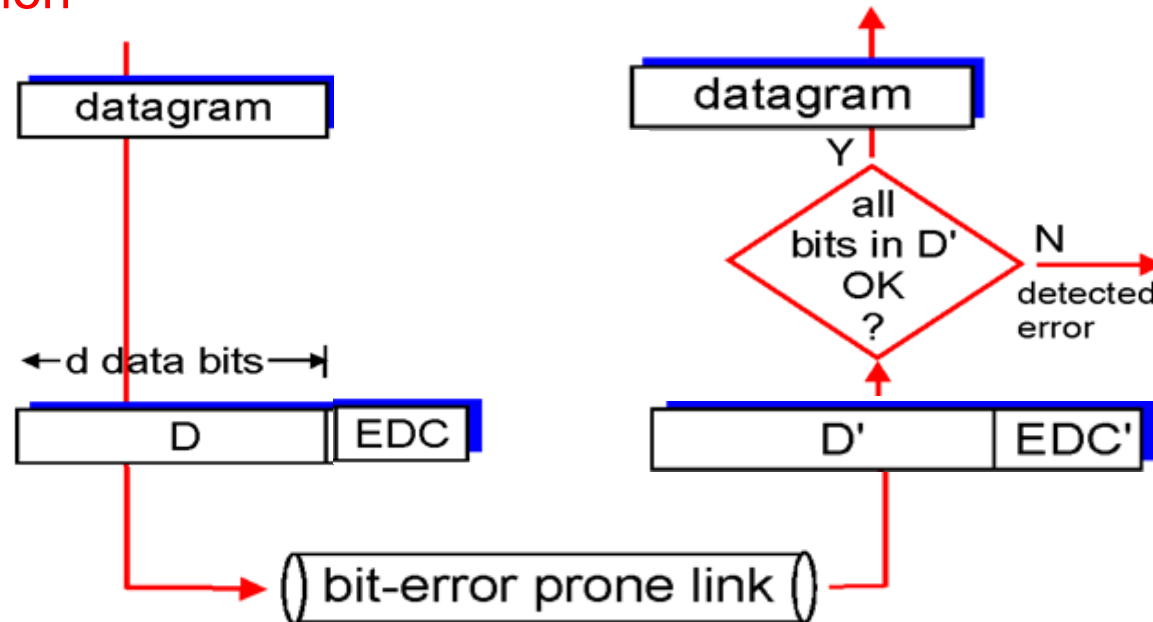 datagram
d data bits
D
EDC
bit-error prone link
datagram
Y
all
bits in D'
OK
?
N
detected
error
D'
EDC'